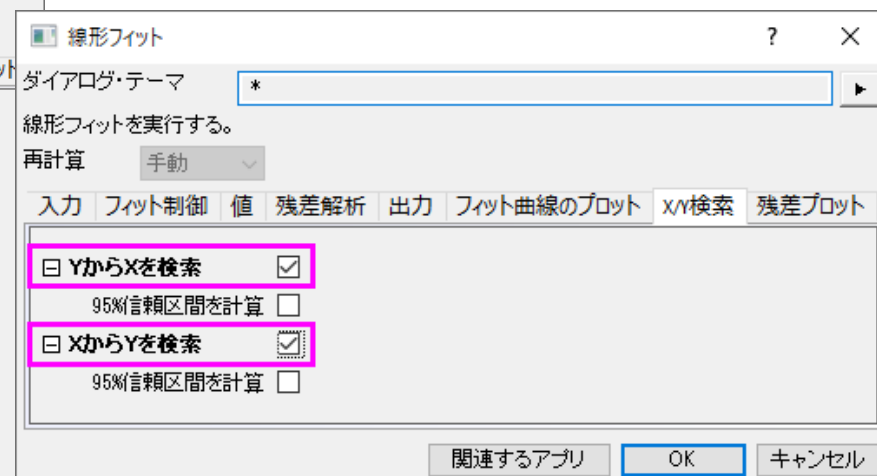 線形フィット
ット
ダイアログ・テーマ *
線形フィットを実行する。
再計算 手動
入力 フィット制御 値 残差解析 出力 フィット曲線のプロット X/Y検索 残差プロット
YからXを検索
95%信頼区間を計算
XからYを検索
95%信頼区間を計算
関連するアプリ OK キャンセル